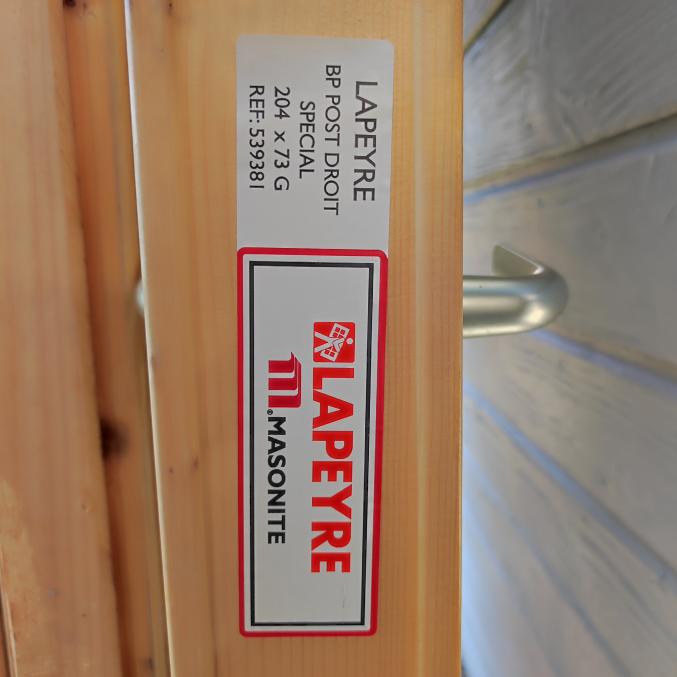 LAPEYRE
BP POST DROIT
SPECIAL
204 x 73 G
REF: 539381
LAPEYRE
®MASONITE